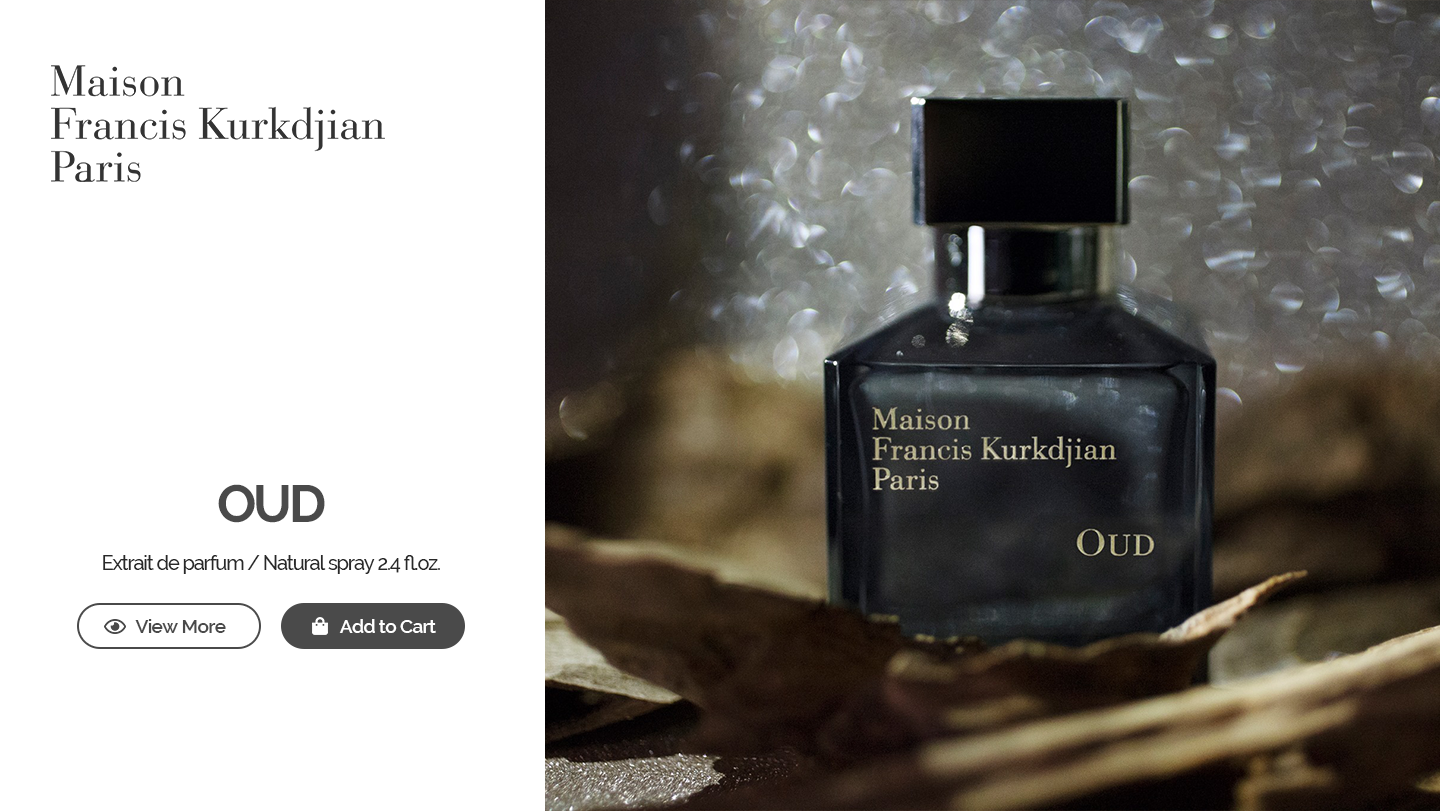 Maison
Francis Kurkdjian
Paris
OUD
Extrait de parfum / Natural spray 2.4 fl.oz.
View More
Add to Cart
Maison
Francis Kurkdjian
Paris
OUD